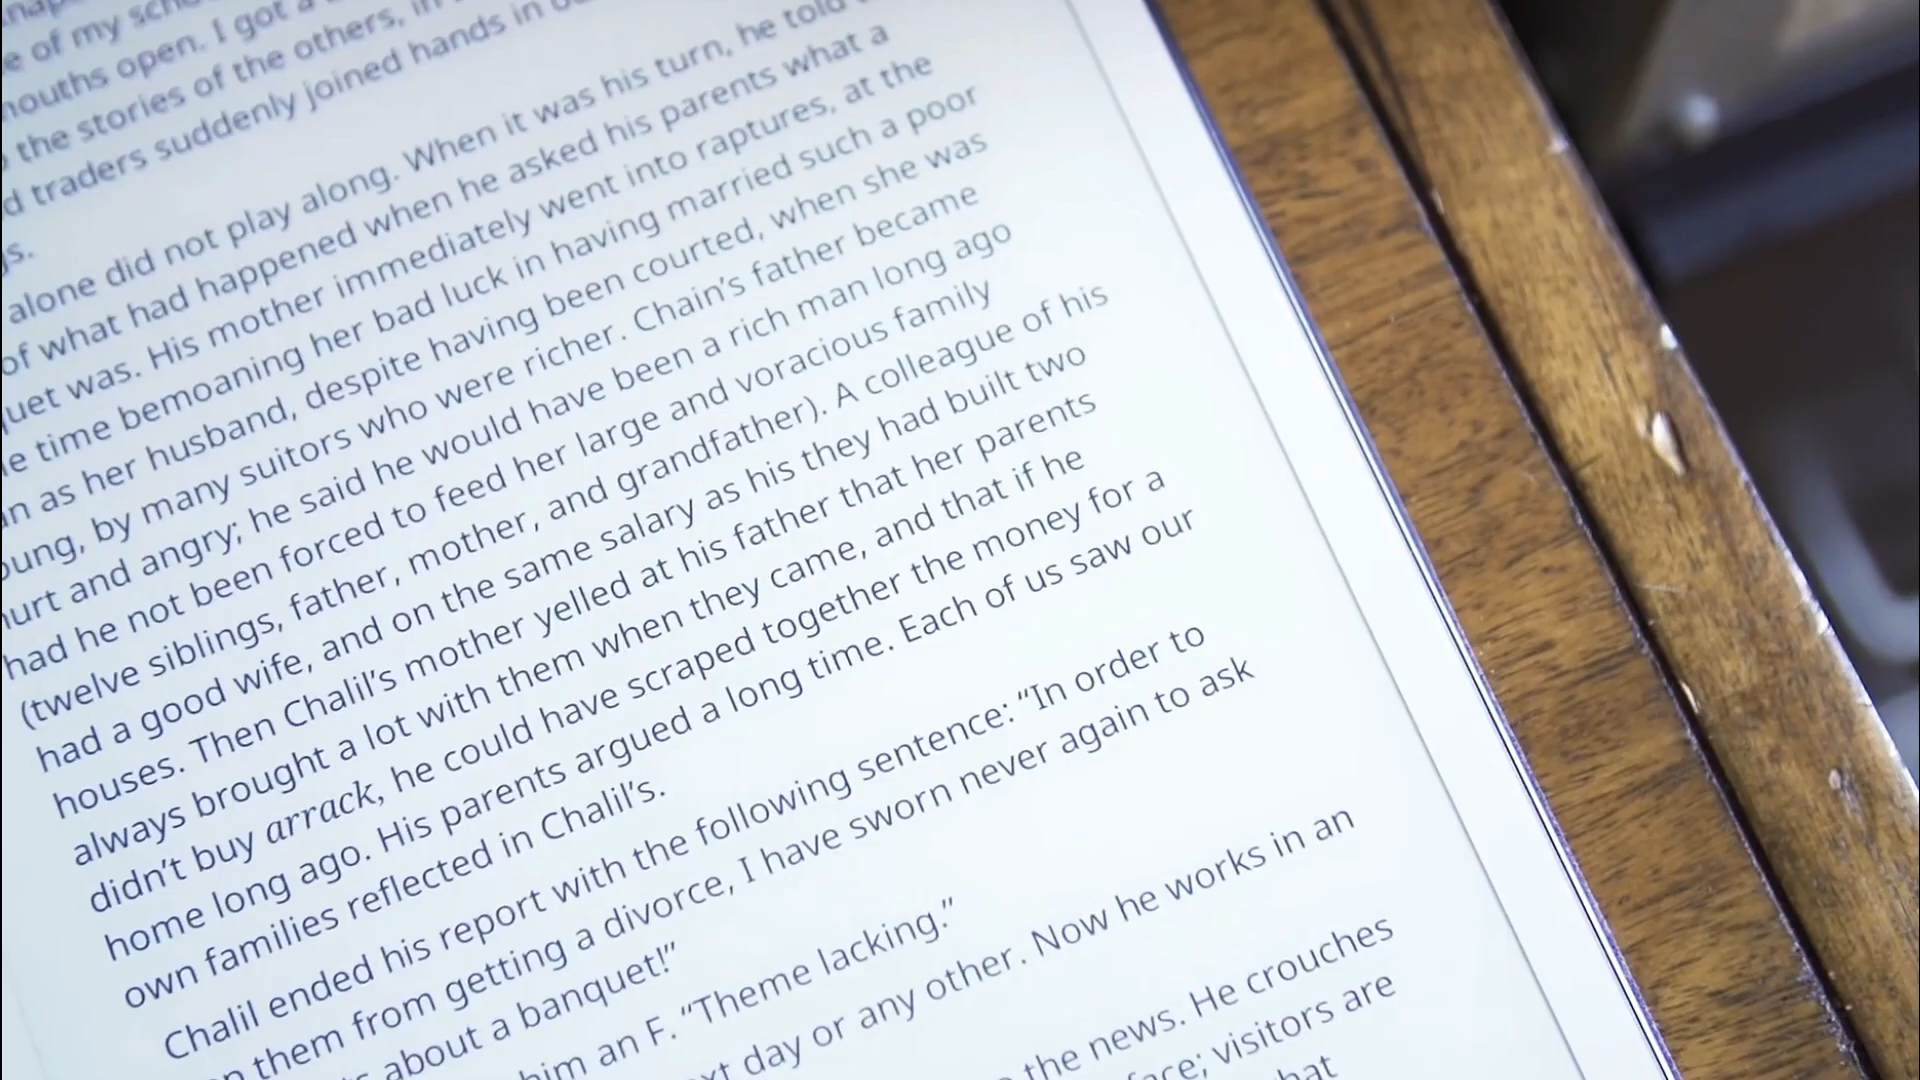 e of my
mouths open. I got a
the stories of the others, in
d traders suddenly joined hands in
gs.
alone did not play along. When it was his turn, he told
of what had happened when he asked his parents what a
quet was. His mother immediately went into raptures, at the
e time bemoaning her bad luck in having married such a poor
an as her husband, despite having been courted, when she was
oung, by many suitors who were richer. Chain’s father became
hurt and angry; he said he would have been a rich man long ago
had he not been forced to feed her large and voracious family
(twelve siblings, father, mother, and grandfather). A colleague of his
had a good wife, and on the same salary as his they had built two
houses. Then Chalil’s mother yelled at his father that her parents
always brought a lot with them when they came, and that if he
didn’t buy arrack, he could have scraped together the money for a
home long ago. His parents argued a long time. Each of us saw our
own families reflected in Chalil’s.
Chalil ended his report with the following sentence: “In order to
them from getting a divorce, I have sworn never again to ask
about a banquet!”
him an F. “Theme lacking.”
xt day or any other. Now he works in an
the news. He crouches
ace; visitors are
hat